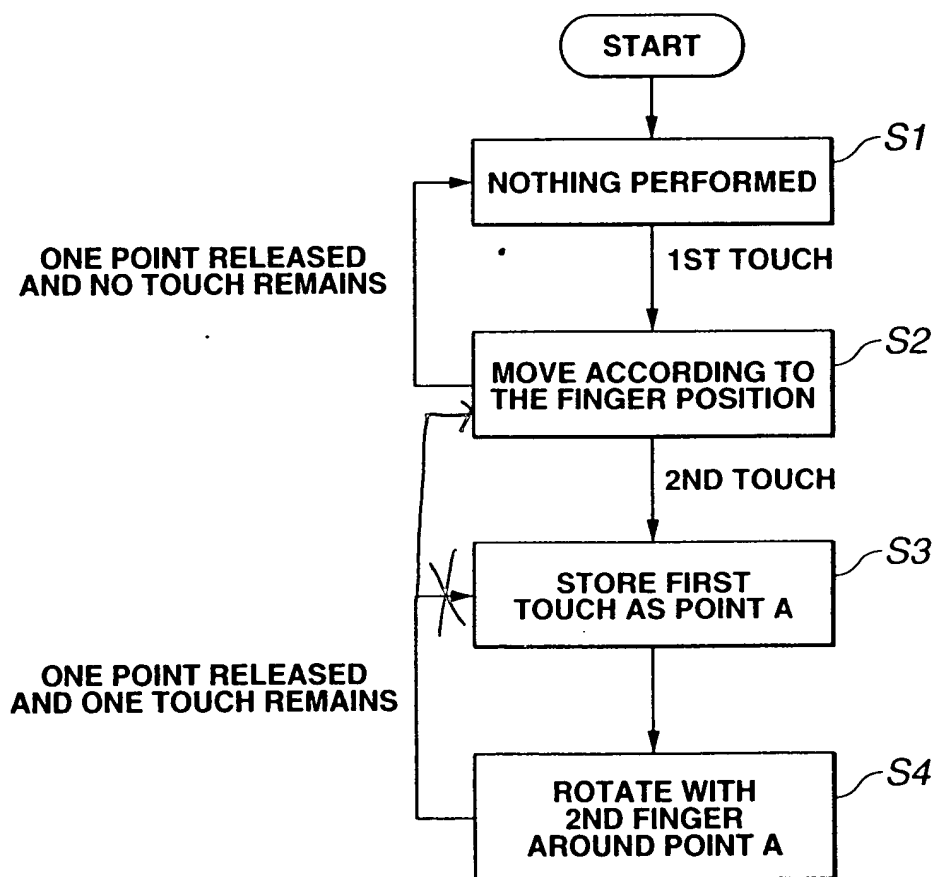 START
S1
NOTHING PERFORMED
ONE POINT RELEASED
AND NO TOUCH REMAINS
1ST TOUCH
S2
MOVE ACCORDING TO
THE FINGER POSITION
2ND TOUCH
S3
STORE FIRST
TOUCH AS POINT A
ONE POINT RELEASED
AND ONE TOUCH REMAINS
S4
ROTATE WITH
2ND FINGER
AROUND POINT A